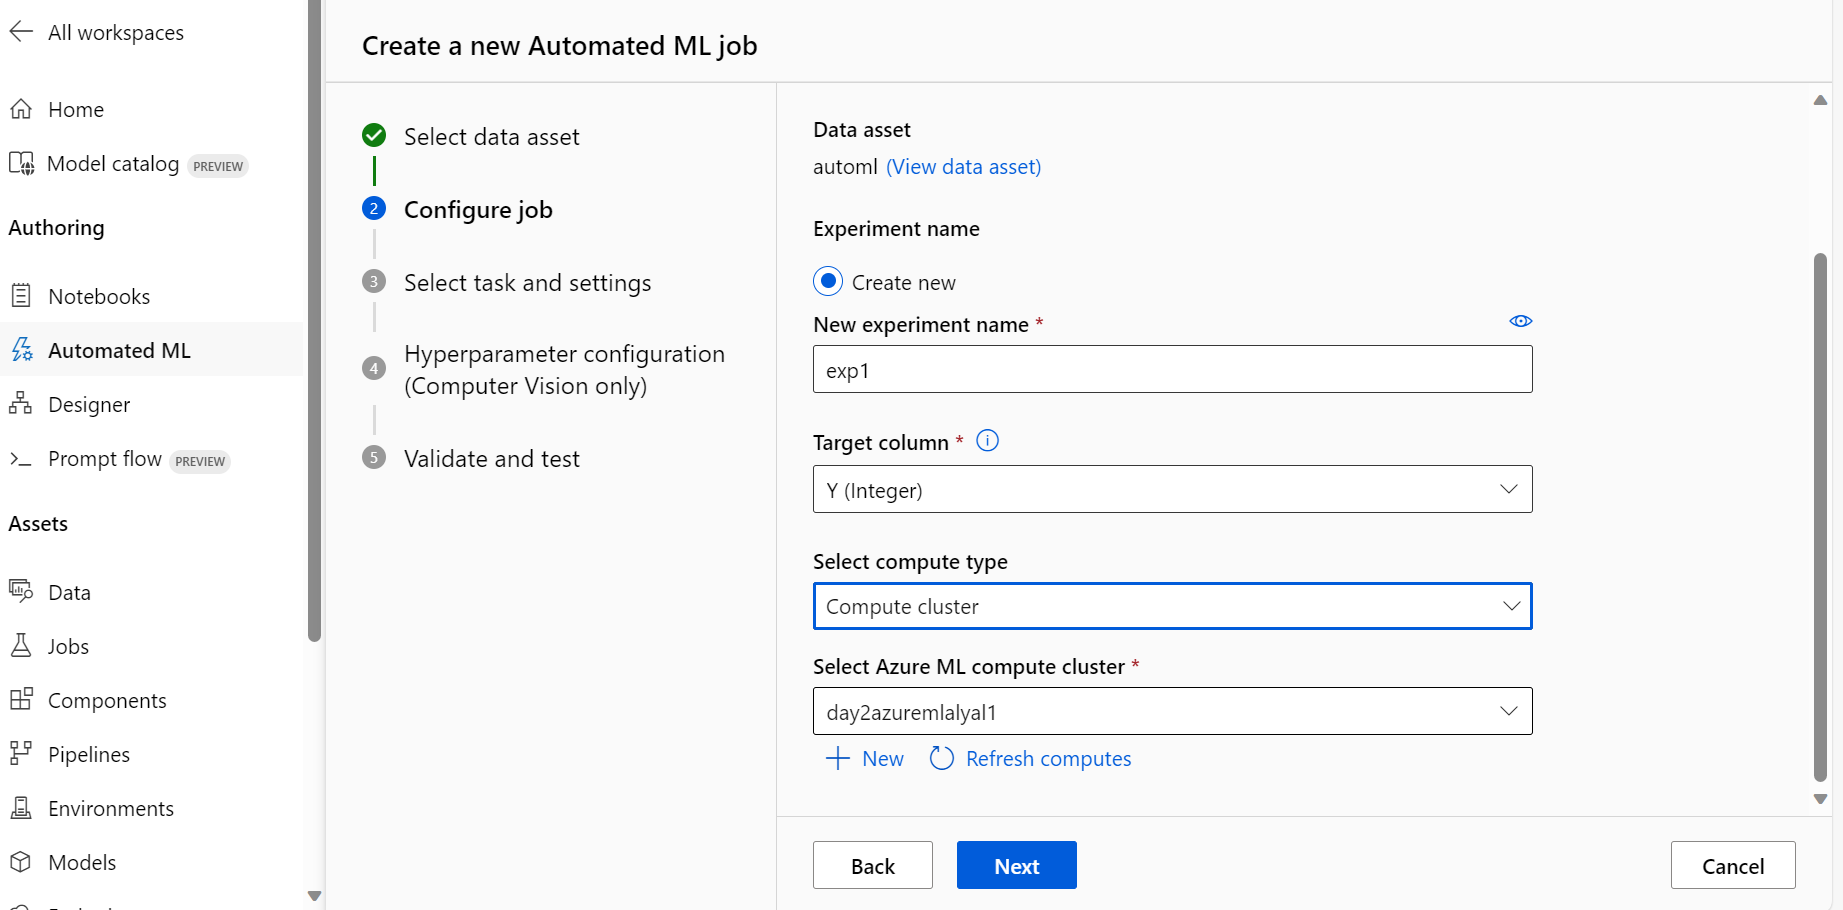 All workspaces
Home
Model catalog PREVIEW
Authoring
Notebooks
Automated ML
Designer
Prompt flow PREVIEW
Assets
Data
Jobs
Components
Pipelines
Environments
Models
Create a new Automated ML job
Select data asset
2 Configure job
3 Select task and settings
4 Hyperparameter configuration
(Computer Vision only)
5 Validate and test
Data asset
automl (View data asset)
Experiment name
Create new
New experiment name *
exp1
Target column *
Y (Integer)
Select compute type
Compute cluster
Select Azure ML compute cluster *
day2azuremlalyal1
New Refresh computes
Back Next Cancel